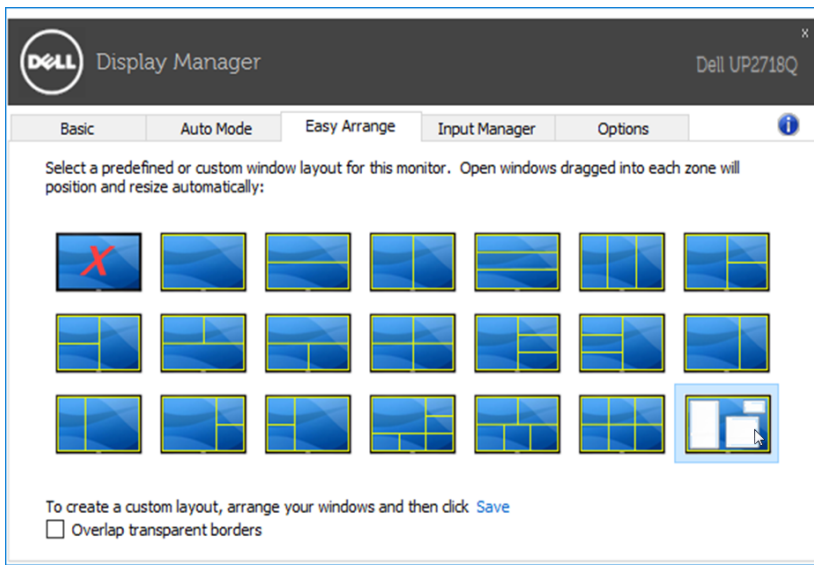 x
DELL Display Manager
Dell UP2718Q
Basic Auto Mode Easy Arrange Input Manager Options i
Select a predefined or custom window layout for this monitor. Open windows dragged into each zone will
position and resize automatically:
X
To create a custom layout, arrange your windows and then click Save
Overlap transparent borders